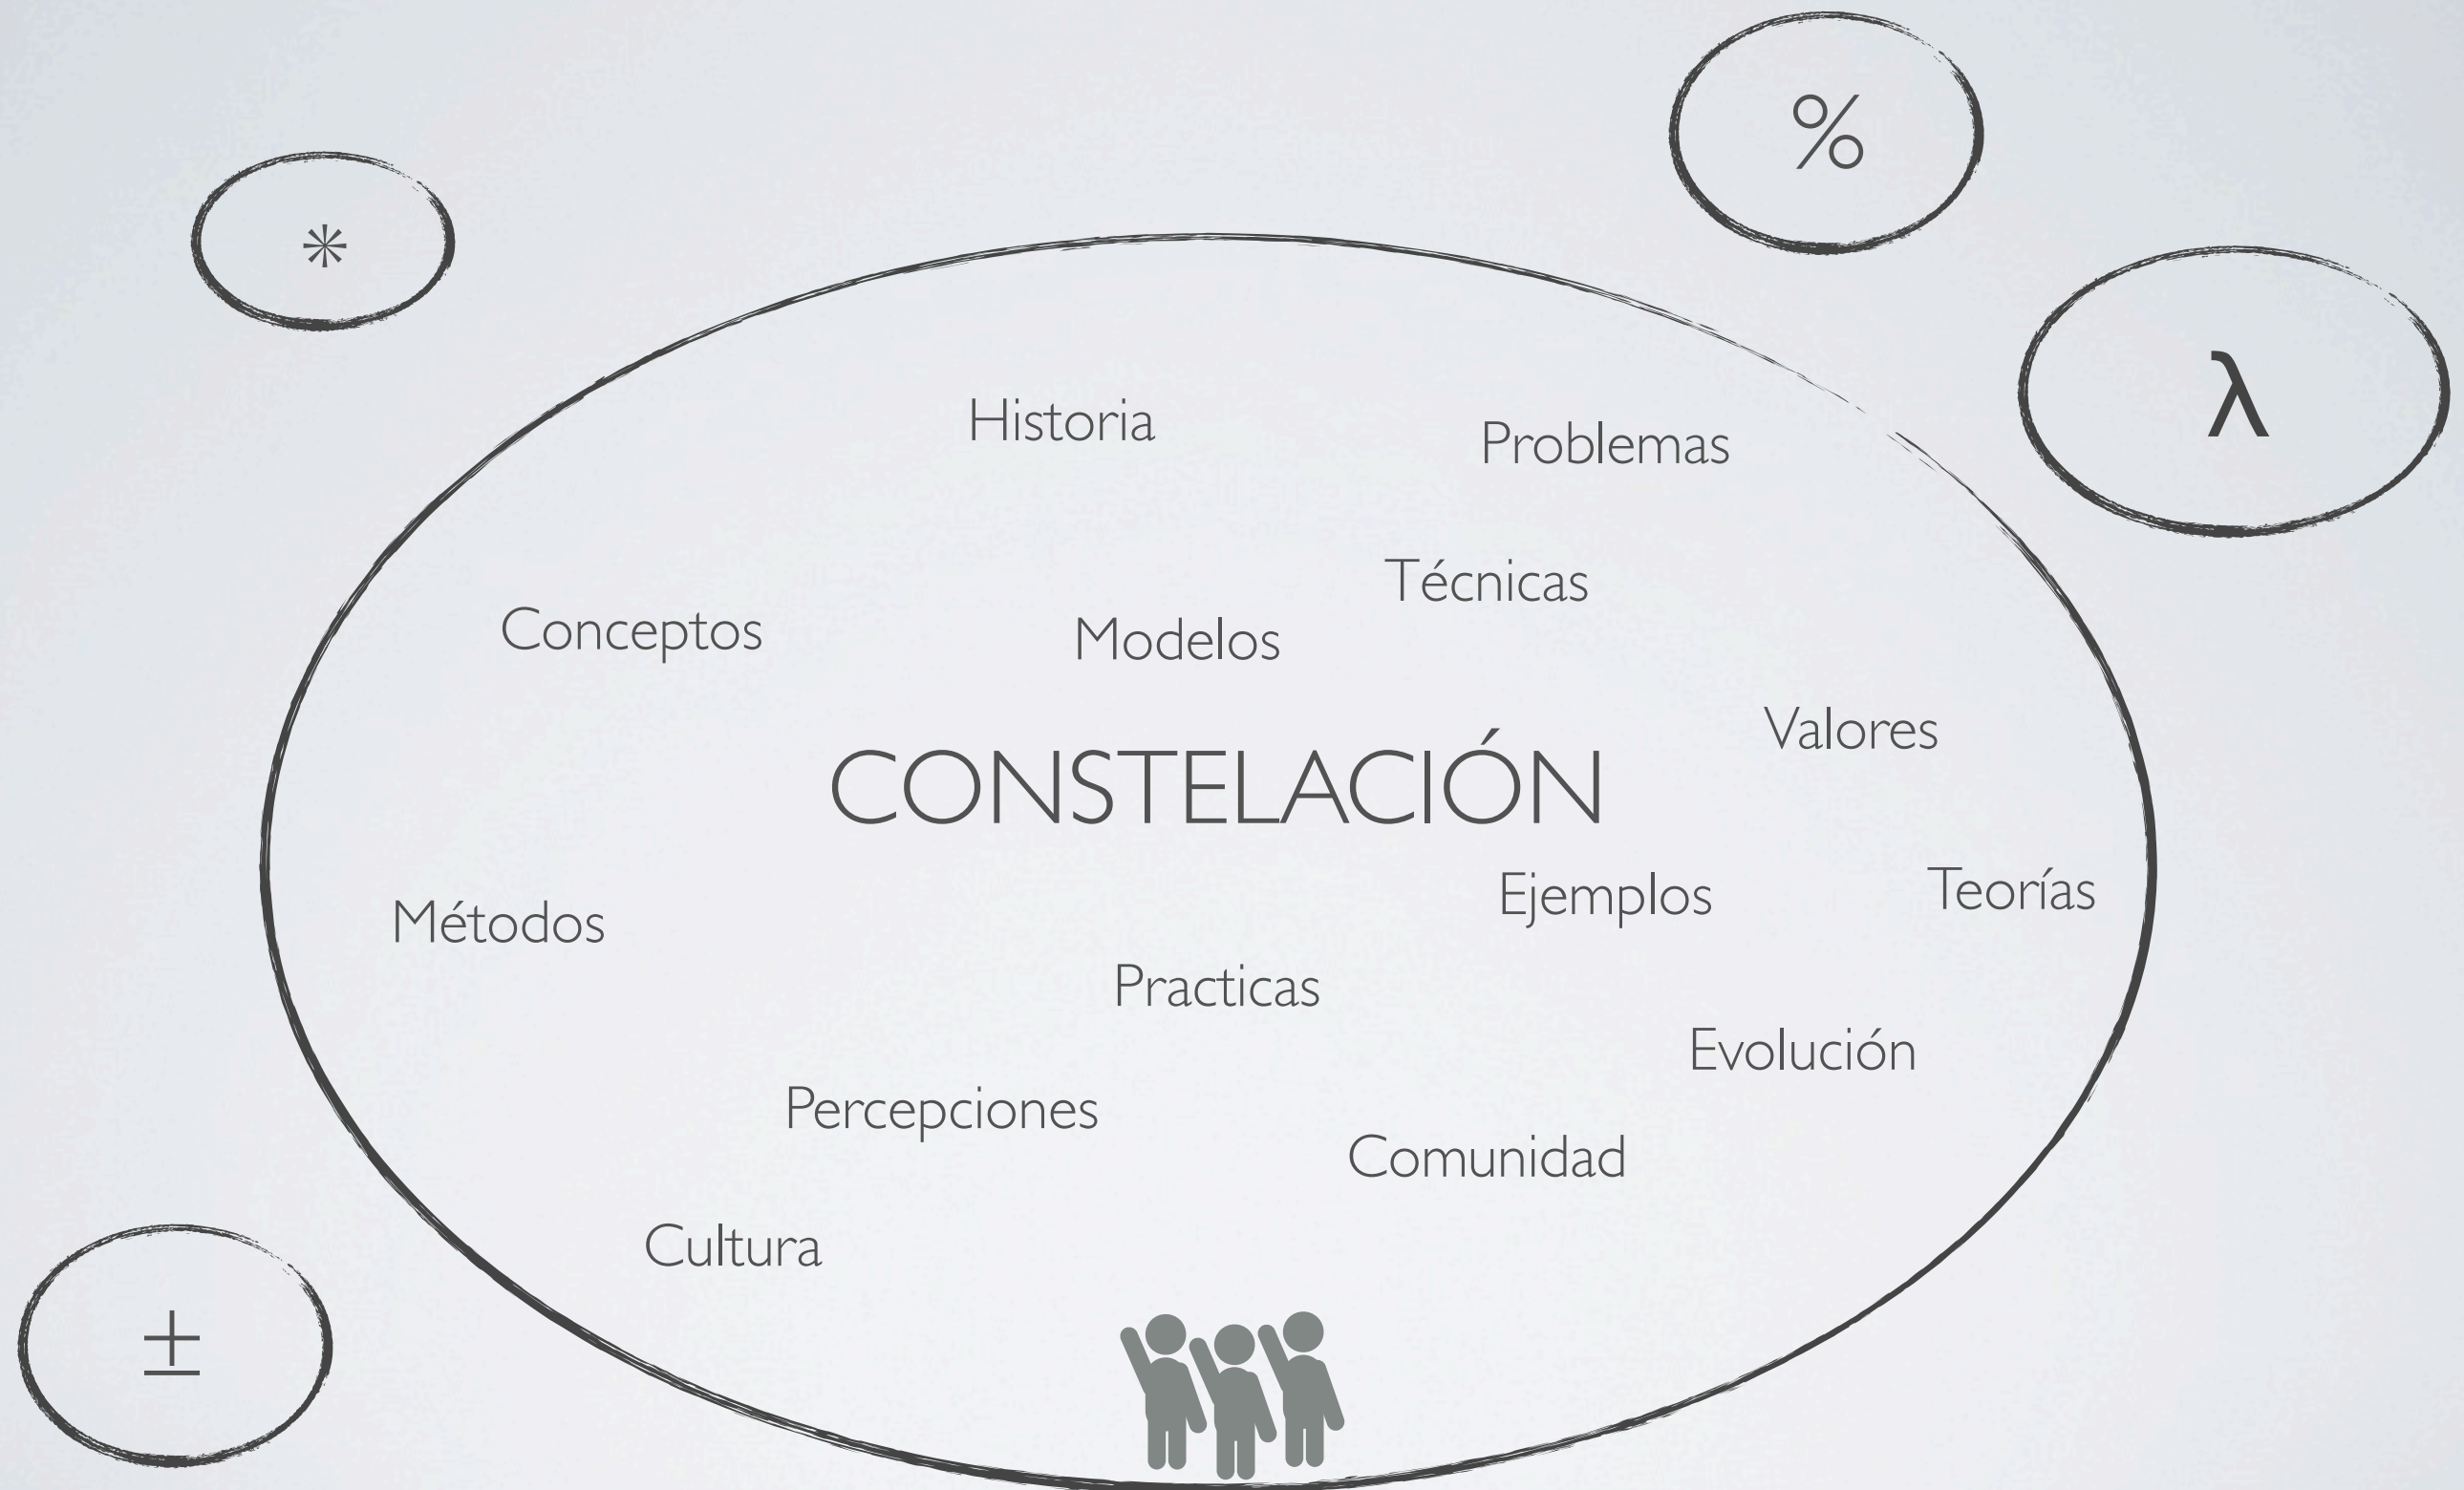 %
*
λ
Historia
Problemas
Técnicas
Conceptos
Modelos
Valores
CONSTELACIÓN
Ejemplos
Teorías
Métodos
Practicas
Evolución
Percepciones
Comunidad
Cultura
±